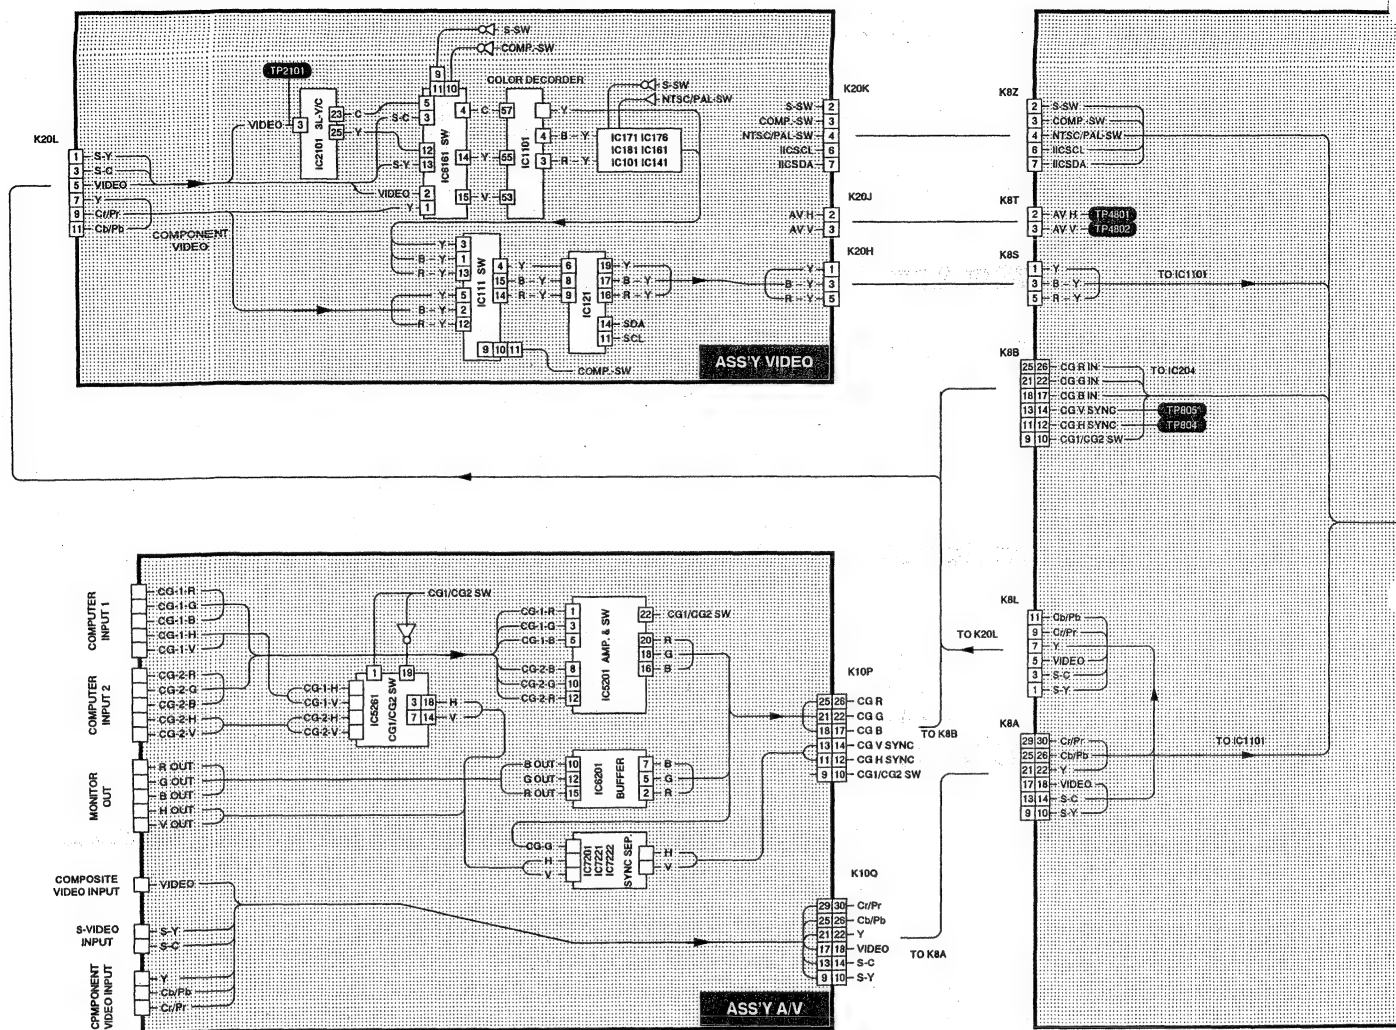 S-SW
COMP.-SW
TP2101
COLOR DECORDER
9
11 10
IC2101 3L-Y/C
3
23 C
25 Y
VIDEO
5
3
S-C
12
S-Y 13
VIDEO 2
Y 1
IC6161 SW
4 C 57
14 Y 55
15 V 53
IC1101
Y
4 B - Y
3 R - Y
S-SW
NTSC/PAL-SW
IC171 IC176
IC181 IC161
IC101 IC141
K20L
1 S-Y
3 S-C
5 VIDEO
7 Y
9 Cr/Pr
11 Cb/Pb
COMPONENT
VIDEO
Y 3
B - Y 1
R - Y 13
Y 5
B - Y 2
R - Y 12
IC111 SW
4 Y 6
15 B - Y 8
14 R - Y 9
9 10 11
COMP.-SW
IC121
19 Y
17 B - Y
16 R - Y
14 SDA
11 SCL
K20K
S-SW 2
COMP.-SW 3
NTSC/PAL-SW 4
IICSCL 6
IICSDA 7
K20J
AV H 2
AV V 3
K20H
Y 1
B - Y 3
R - Y 5
ASS'Y VIDEO
K8Z
2 S-SW
3 COMP.-SW
4 NTSC/PAL-SW
6 IICSCL
7 IICSDA
K8T
2 AV H TP4801
3 AV V TP4802
K8S
1 Y
3 B - Y
5 R - Y
TO IC1101
K8B
25 26 CG R IN
21 22 CG G IN
18 17 CG B IN
13 14 CG V SYNC TP805
11 12 CG H SYNC TP804
9 10 CG1/CG2 SW
TO IC204
K8L
11 Cb/Pb
9 Cr/Pr
7 Y
5 VIDEO
3 S-C
1 S-Y
TO K20L
K8A
29 30 Cr/Pr
25 26 Cb/Pb
21 22 Y
17 18 VIDEO
13 14 S-C
9 10 S-Y
TO IC1101
COMPUTER
INPUT 1
CG-1-R
CG-1-G
CG-1-B
CG-1-H
CG-1-V
COMPUTER
INPUT 2
CG-2-R
CG-2-G
CG-2-B
CG-2-H
CG-2-V
MONITOR
OUT
R OUT
G OUT
B OUT
H OUT
V OUT
COMPOSITE
VIDEO INPUT
VIDEO
S-VIDEO
INPUT
S-Y
S-C
CPMPONENT
VIDEO INPUT
Y
Cb/Pb
Cr/Pr
CG1/CG2 SW
1 19
CG-1-H
CG-1-V
CG-2-H
CG-2-V
IC5261
CG1/CG2 SW
3 18 H
7 14 V
CG-1-R 1
CG-1-G 3
CG-1-B 5
CG-2-B 8
CG-2-G 10
CG-2-R 12
IC5201 AMP. & SW
22 CG1/CG2 SW
20 R
18 G
16 B
B OUT 10
G OUT 12
R OUT 15
IC6201
BUFFER
7 B
5 G
2 R
CG-G
H
V
IC7201
IC7221
IC7222
SYNC SEP.
H
V
K10P
25 26 CG R
21 22 CG G
18 17 CG B
13 14 CG V SYNC
11 12 CG H SYNC
9 10 CG1/CG2 SW
TO K8B
K10Q
29 30 Cr/Pr
25 26 Cb/Pb
21 22 Y
17 18 VIDEO
13 14 S-C
9 10 S-Y
TO K8A
ASS'Y A/V